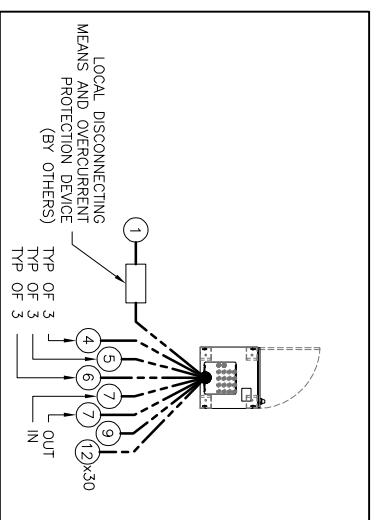 LOCAL DISCONNECTING
MEANS AND OVERCURRENT
PROTECTION DEVICE
(BY OTHERS)
1
TYP OF 3
TYP OF 3
TYP OF 3
4
5
6
7
7
9
12 x30
OUT
IN